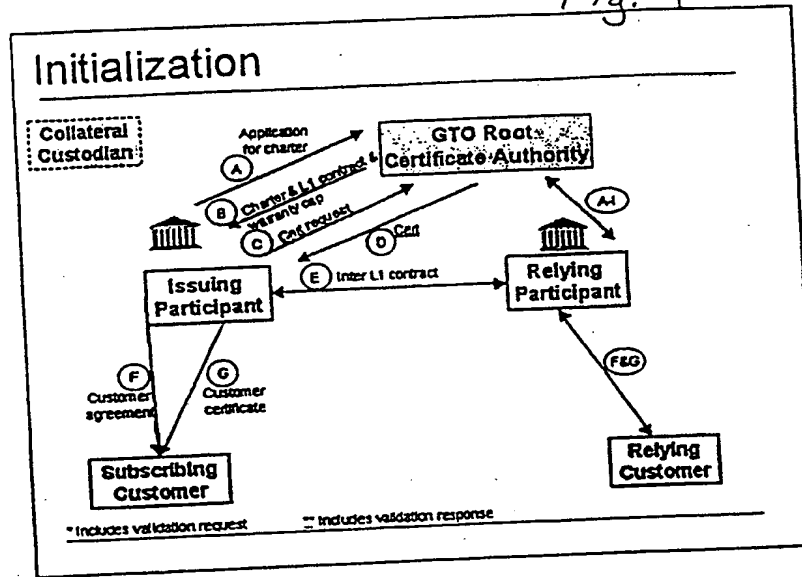 Fig.
Initialization
Collateral
Custodian
Application
for charter
A
GTO Root
Certificate Authority
B
Charter & L1 contract &
warranty cap
C
Cert request
D
Cert
A-I
E
Inter L1 contract
Issuing
Participant
Relying
Participant
F
Customer
agreement
G
Customer
certificate
F&G
Subscribing
Customer
Relying
Customer
* Includes validation request
** Includes validation response